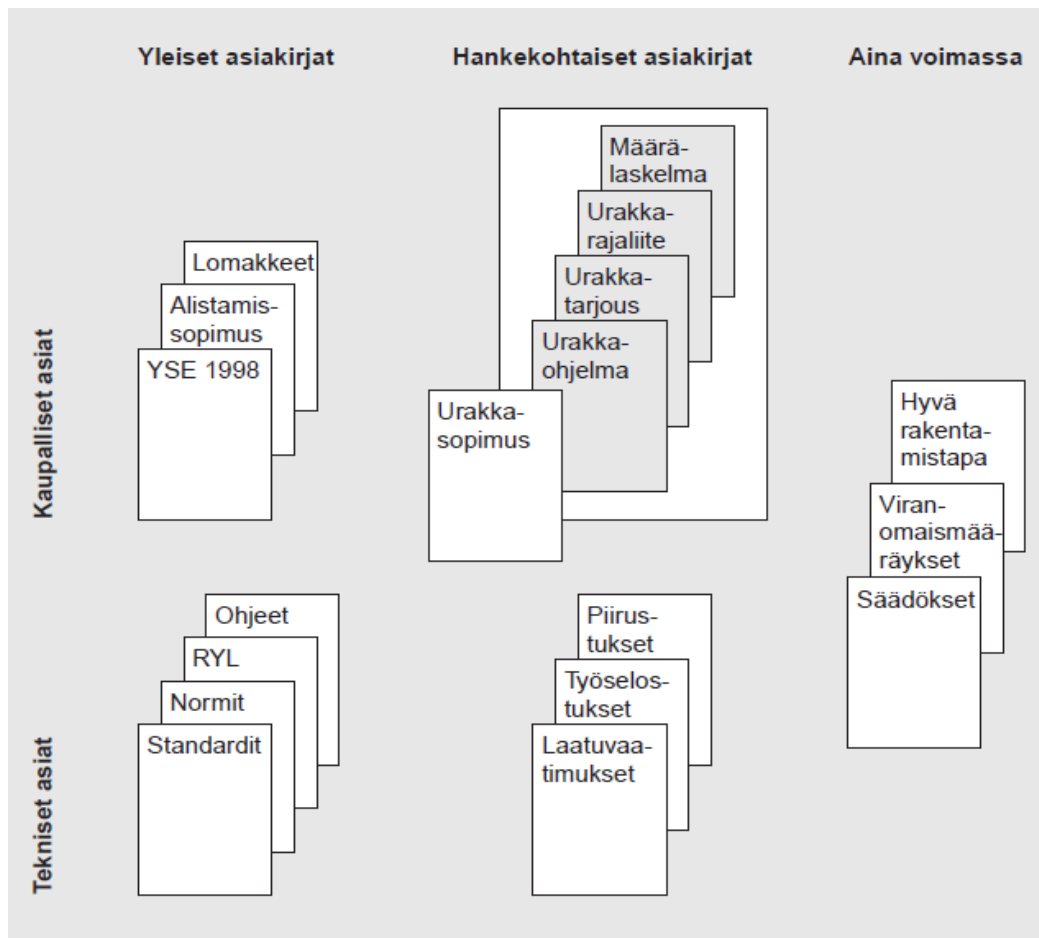 Yleiset asiakirjat
Hankekohtaiset asiakirjat
Aina voimassa
Kaupalliset asiat
Lomakkeet
Alistamis-
sopimus
YSE 1998
Määrä-
laskelma
Urakka-
rajaliite
Urakka-
tarjous
Urakka-
ohjelma
Urakka-
sopimus
Hyvä
rakenta-
mistapa
Viran-
omaismää-
räykset
Säädökset
Tekniset asiat
Ohjeet
RYL
Normit
Standardit
Piirus-
tukset
Työselos-
tukset
Laatuvaa-
timukset